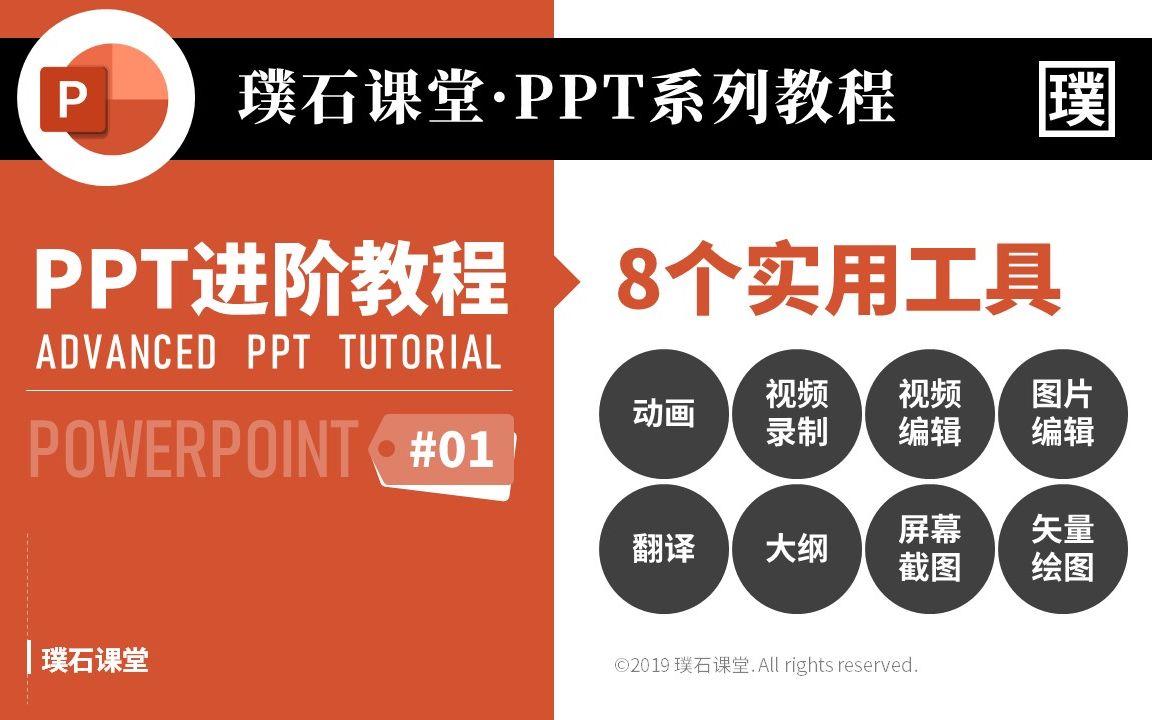 P
璞石课堂·PPT系列教程
璞
PPT进阶教程
ADVANCED PPT TUTORIAL
POWERPOINT
#01
璞石课堂
8个实用工具
动画
视频
录制
视频
编辑
图片
编辑
翻译
大纲
屏幕
截图
矢量
绘图
©2019 璞石课堂. All rights reserved.